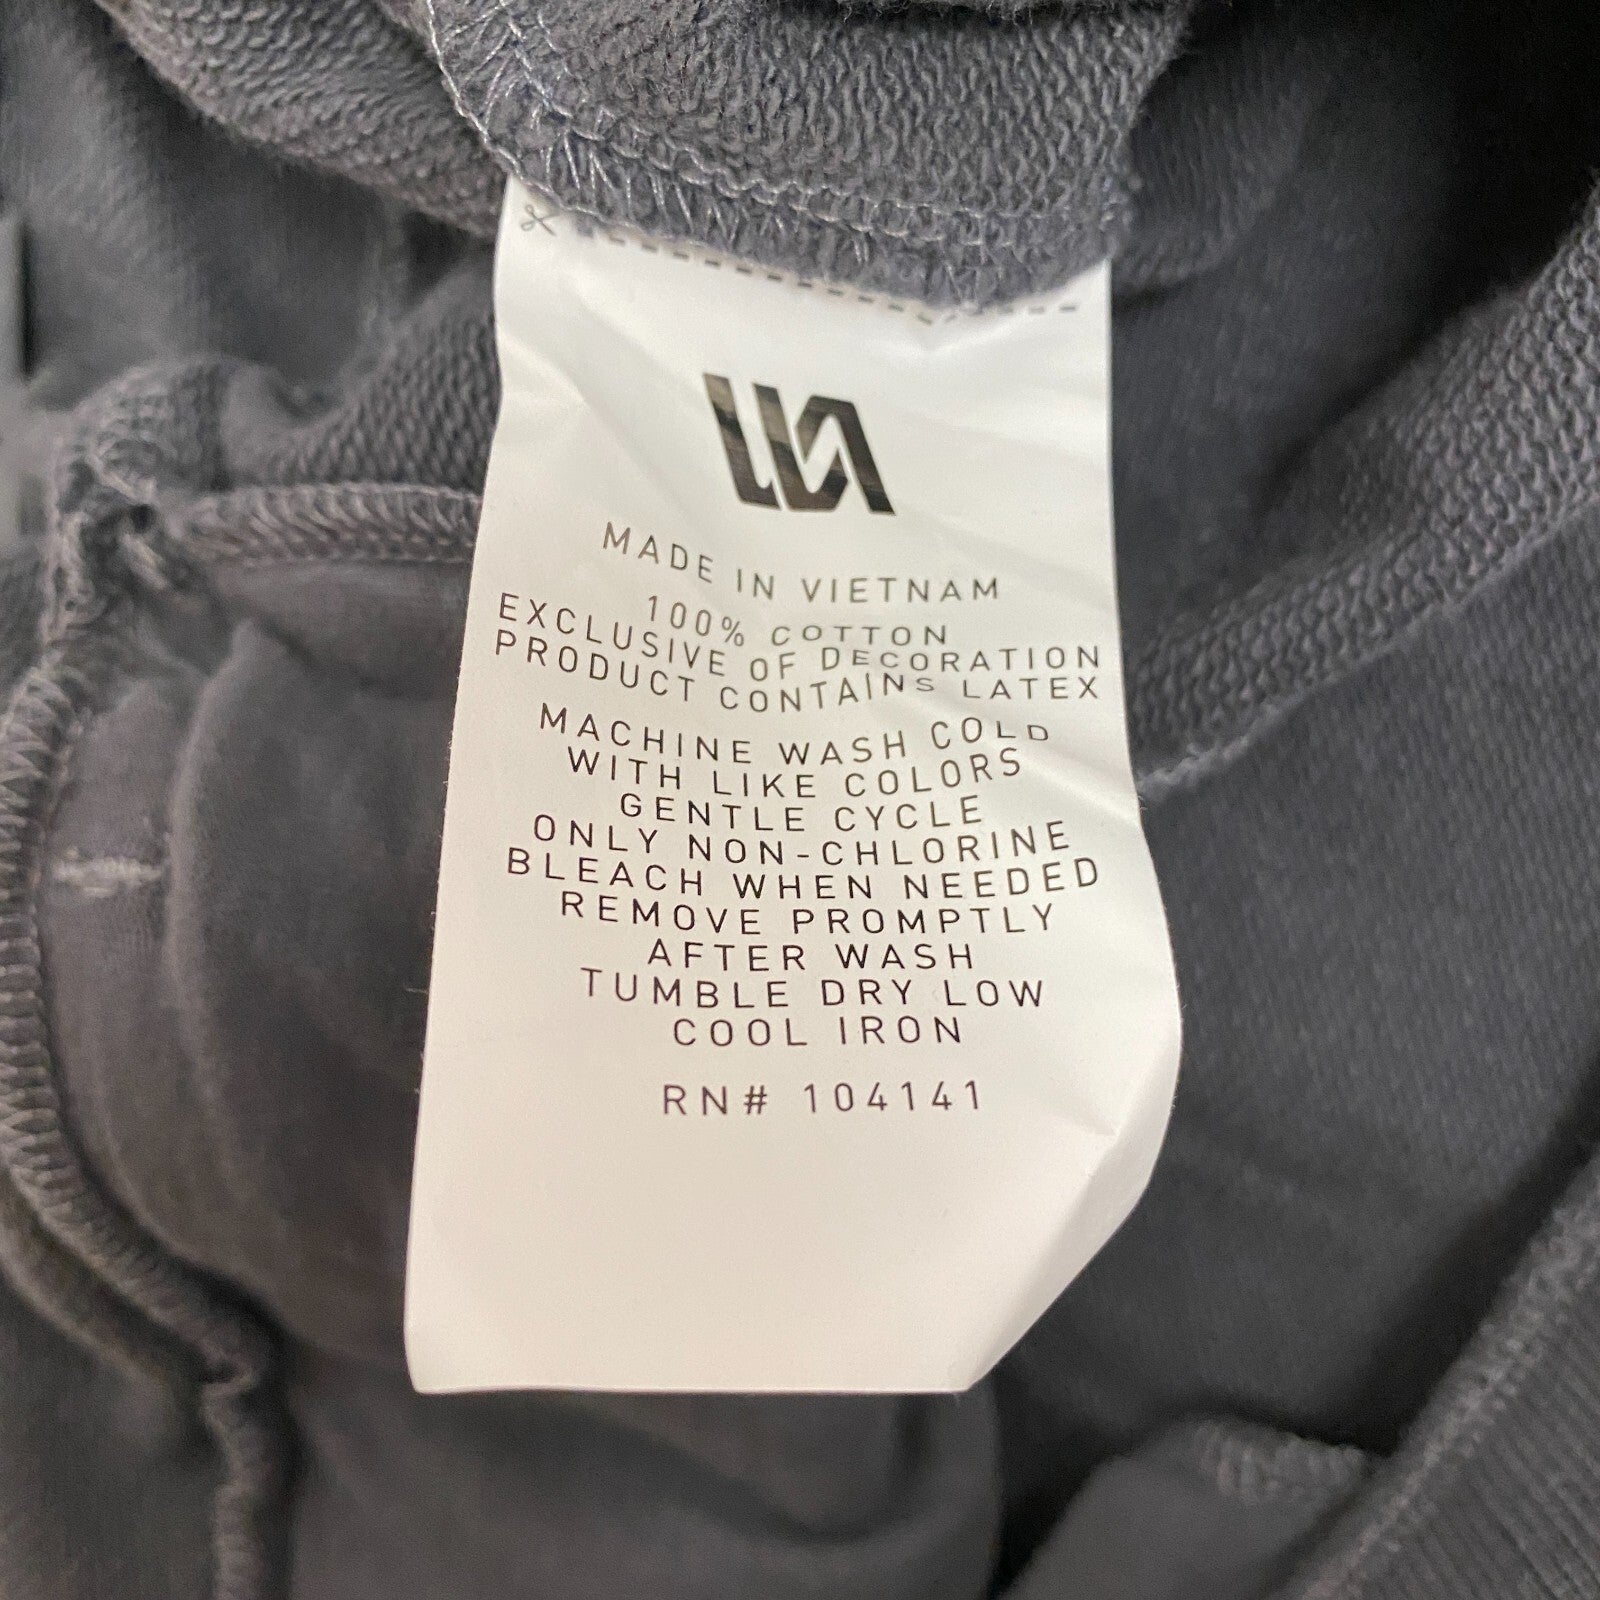 MADE IN VIETNAM
100% COTTON
EXCLUSIVE OF DECORATION
PRODUCT CONTAINS LATEX
MACHINE WASH COLD
WITH LIKE COLORS
GENTLE CYCLE
ONLY NON-CHLORINE
BLEACH WHEN NEEDED
REMOVE PROMPTLY
AFTER WASH
TUMBLE DRY LOW
COOL IRON
RN# 104141